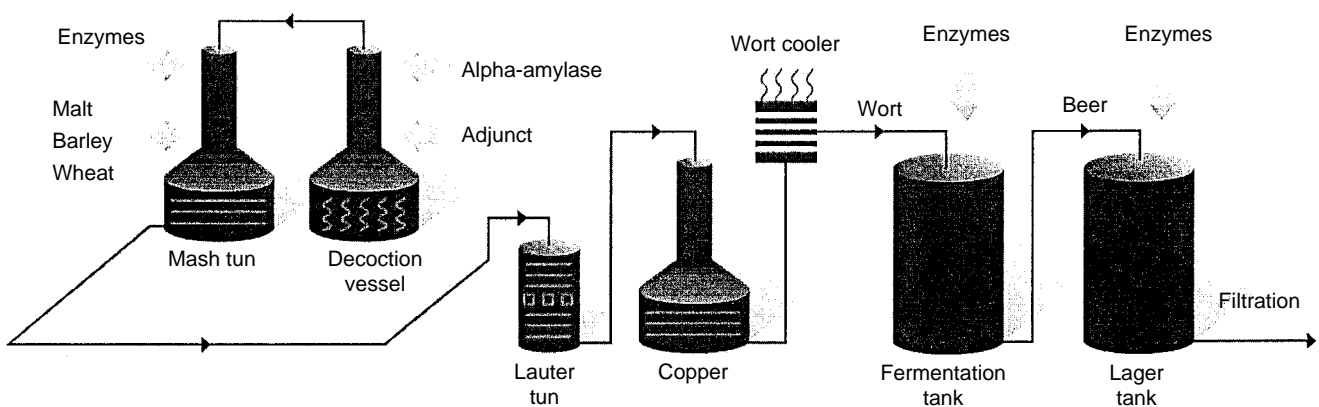 Enzymes
Malt
Barley
Wheat
Mash tun
Decoction
vessel
Alpha-amylase
Adjunct
Lauter
tun
Copper
Wort cooler
Wort
Enzymes
Fermentation
tank
Beer
Enzymes
Lager
tank
Filtration